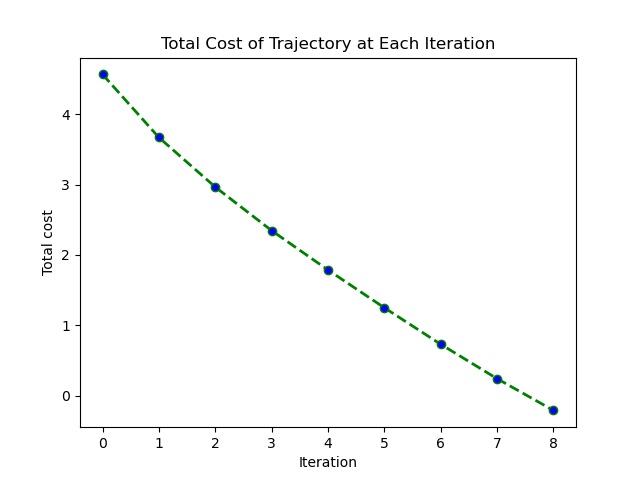 Total Cost of Trajectory at Each Iteration
Total cost
4
3
2
1
0
0 1 2 3 4 5 6 7 8
Iteration